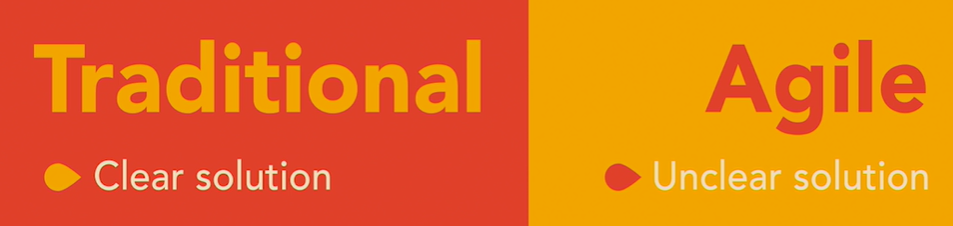 Traditional
Clear solution
Agile
Unclear solution